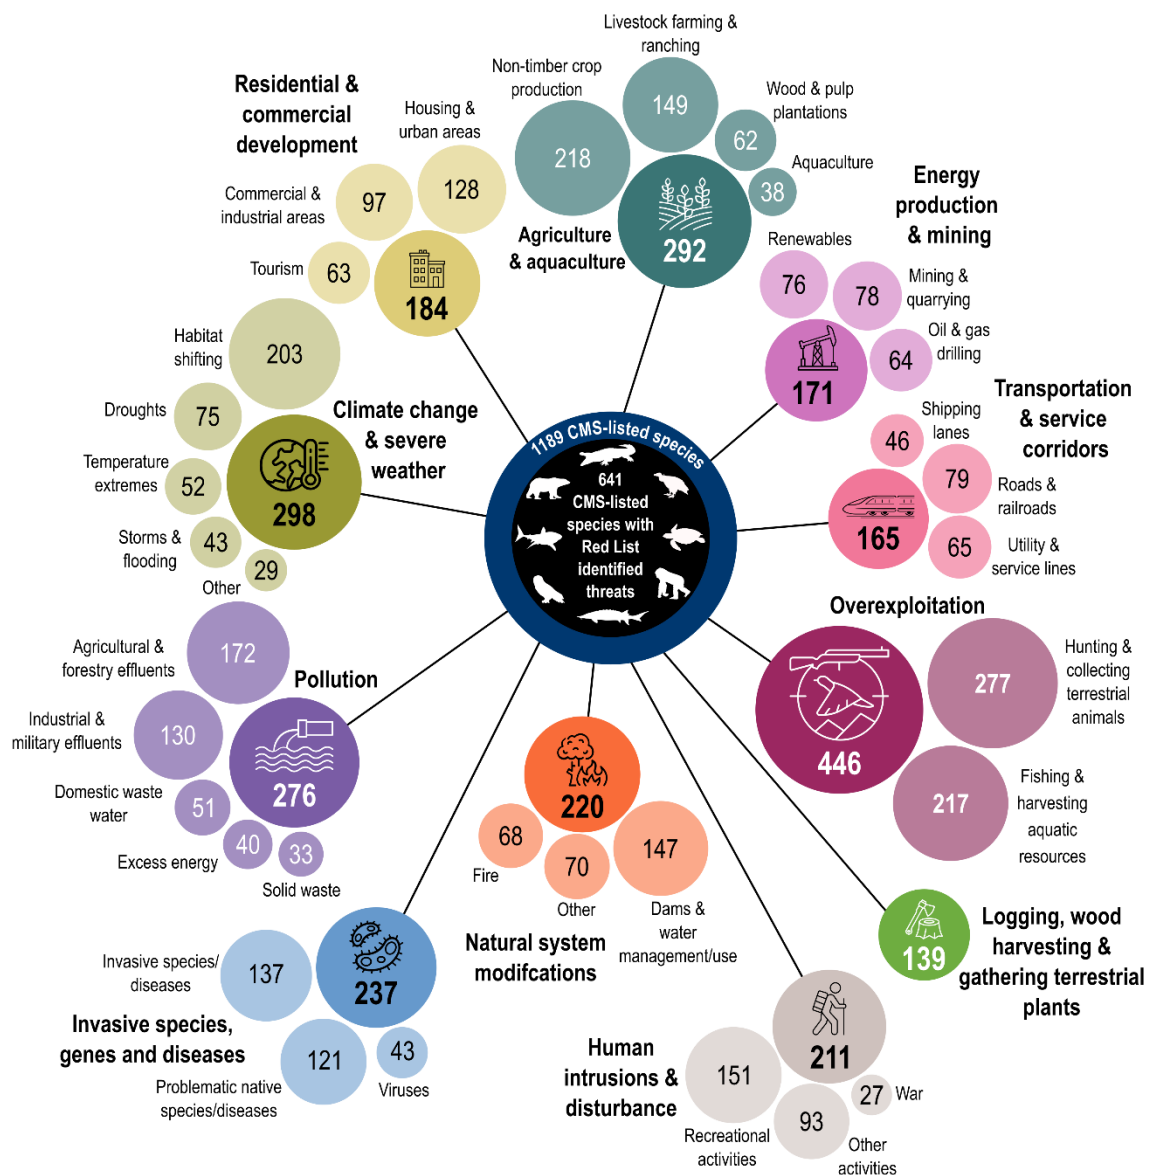 Residential &
commercial
development
Housing &
urban areas
128
Commercial &
industrial areas
97
Tourism
63
184
Livestock farming &
ranching
149
Non-timber crop
production
218
Wood & pulp
plantations
62
Aquaculture
38
Agriculture
& aquaculture
292
Energy
production
& mining
Renewables
76
Mining &
quarrying
78
Oil & gas
drilling
64
171
Transportation
& service
corridors
Shipping
lanes
46
79
Roads &
railroads
65
Utility &
service lines
165
Habitat
shifting
203
Droughts
75
Temperature
extremes
52
Storms &
flooding
43
Other
29
Climate change
& severe
weather
298
1189 CMS-listed species
641
CMS-listed
species with
Red List
identified
threats
Overexploitation
446
277
Hunting &
collecting
terrestrial
animals
217
Fishing &
harvesting
aquatic
resources
Agricultural &
forestry effluents
172
Industrial &
military effluents
130
Domestic waste
water
51
Excess energy
40
33
Solid waste
Pollution
276
220
68
Fire
70
Other
147
Dams &
water
management/use
Natural system
modifcations
139
Logging, wood
harvesting &
gathering terrestrial
plants
Invasive species/
diseases
137
237
Invasive species,
genes and diseases
121
Problematic native
species/diseases
43
Viruses
Human
intrusions &
disturbance
211
151
Recreational
activities
93
Other
activities
27
War